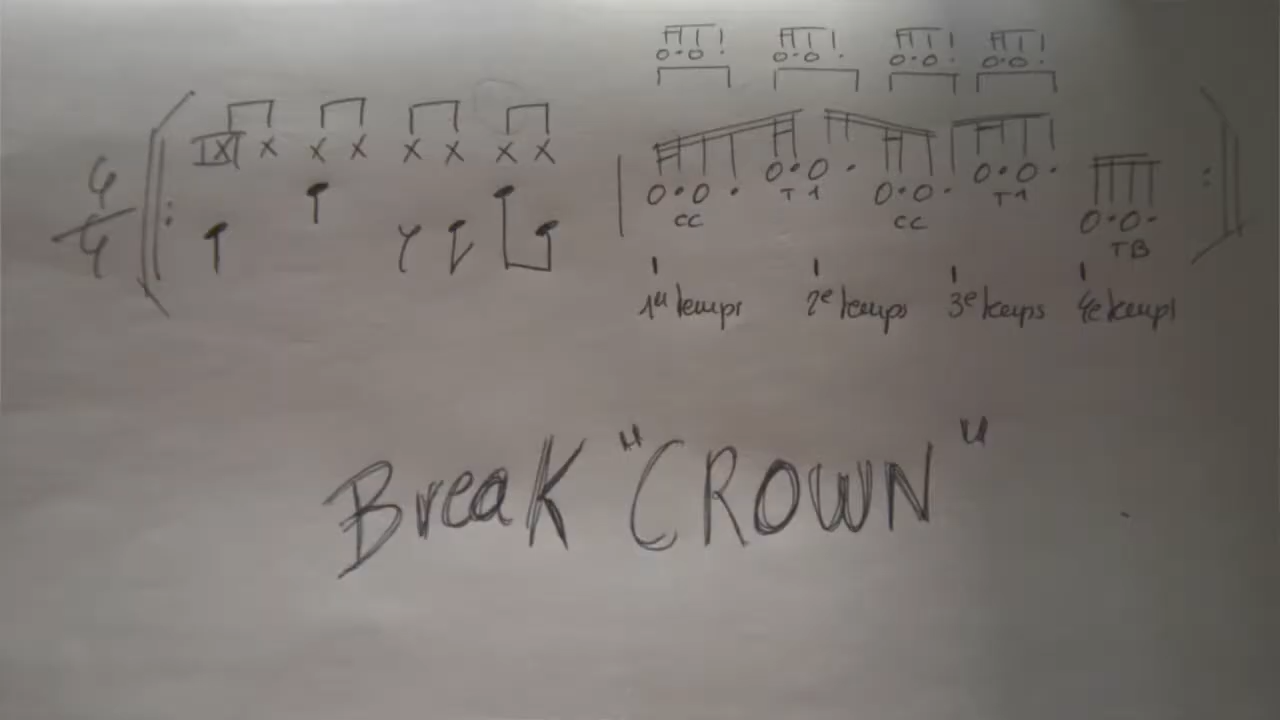 4
4
CC T1 CC T1 TB
1er temps 2e temps 3e temps 4e temps
Break "CROWN"